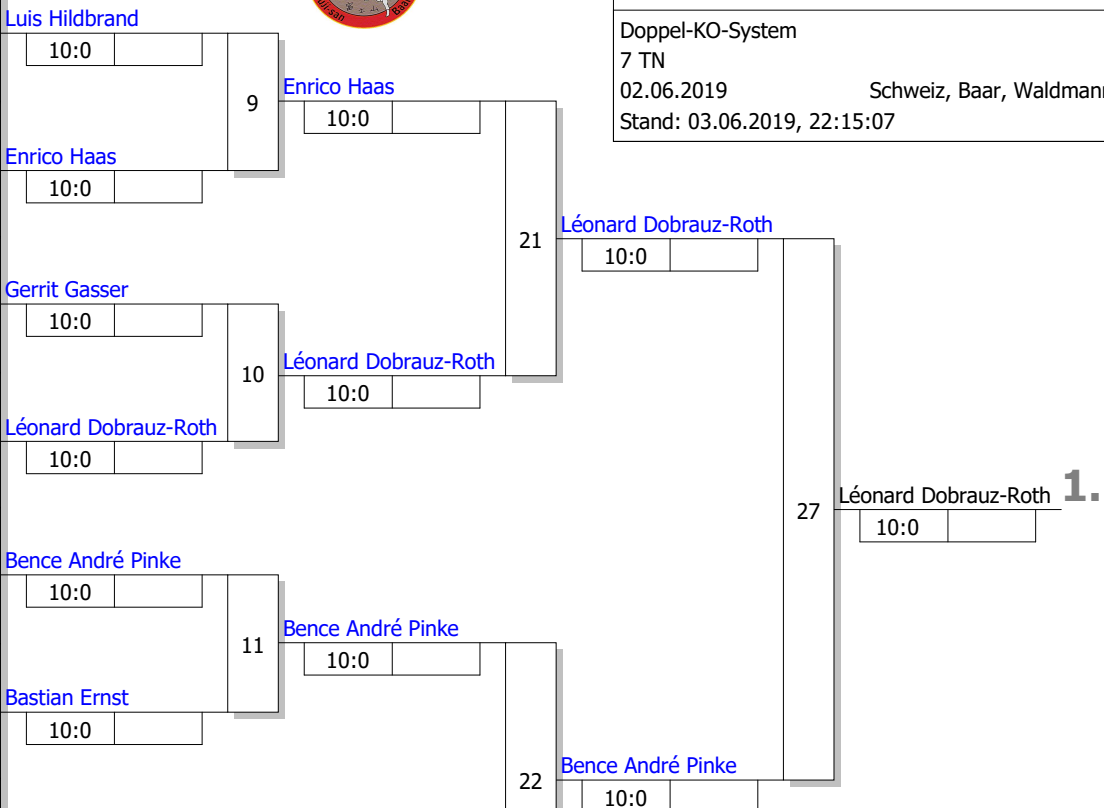 Luis Hildbrand
10:0
Enrico Haas
10:0
9
Enrico Haas
10:0
Gerrit Gasser
10:0
Léonard Dobrauz-Roth
10:0
10
Léonard Dobrauz-Roth
10:0
21
Léonard Dobrauz-Roth
10:0
Bence André Pinke
10:0
Bastian Ernst
10:0
11
Bence André Pinke
10:0
22
Bence André Pinke
10:0
27
Léonard Dobrauz-Roth 1.
10:0
Doppel-KO-System
7 TN
02.06.2019 Schweiz, Baar,
Stand: 03.06.2019, 22:15:07